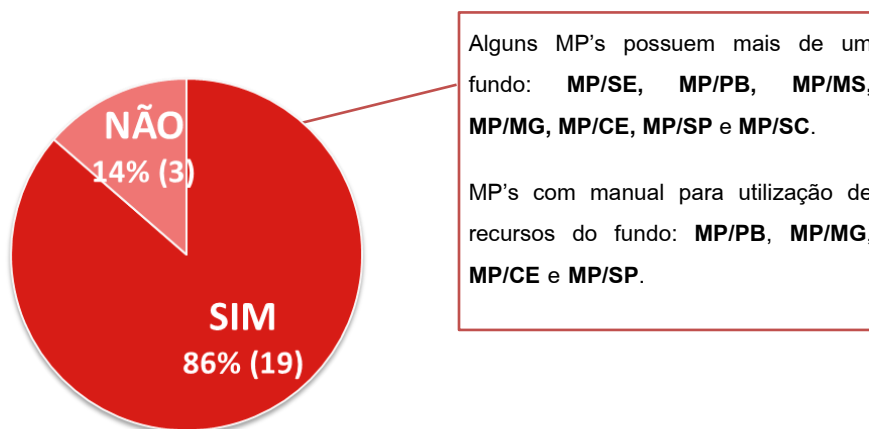 NÃO
14% (3)
SIM
86% (19)
Alguns MP's possuem mais de um
fundo: MP/SE, MP/PB, MP/MS,
MP/MG, MP/CE, MP/SP e MP/SC.
MP's com manual para utilização de
recursos do fundo: MP/PB, MP/MG,
MP/CE e MP/SP.